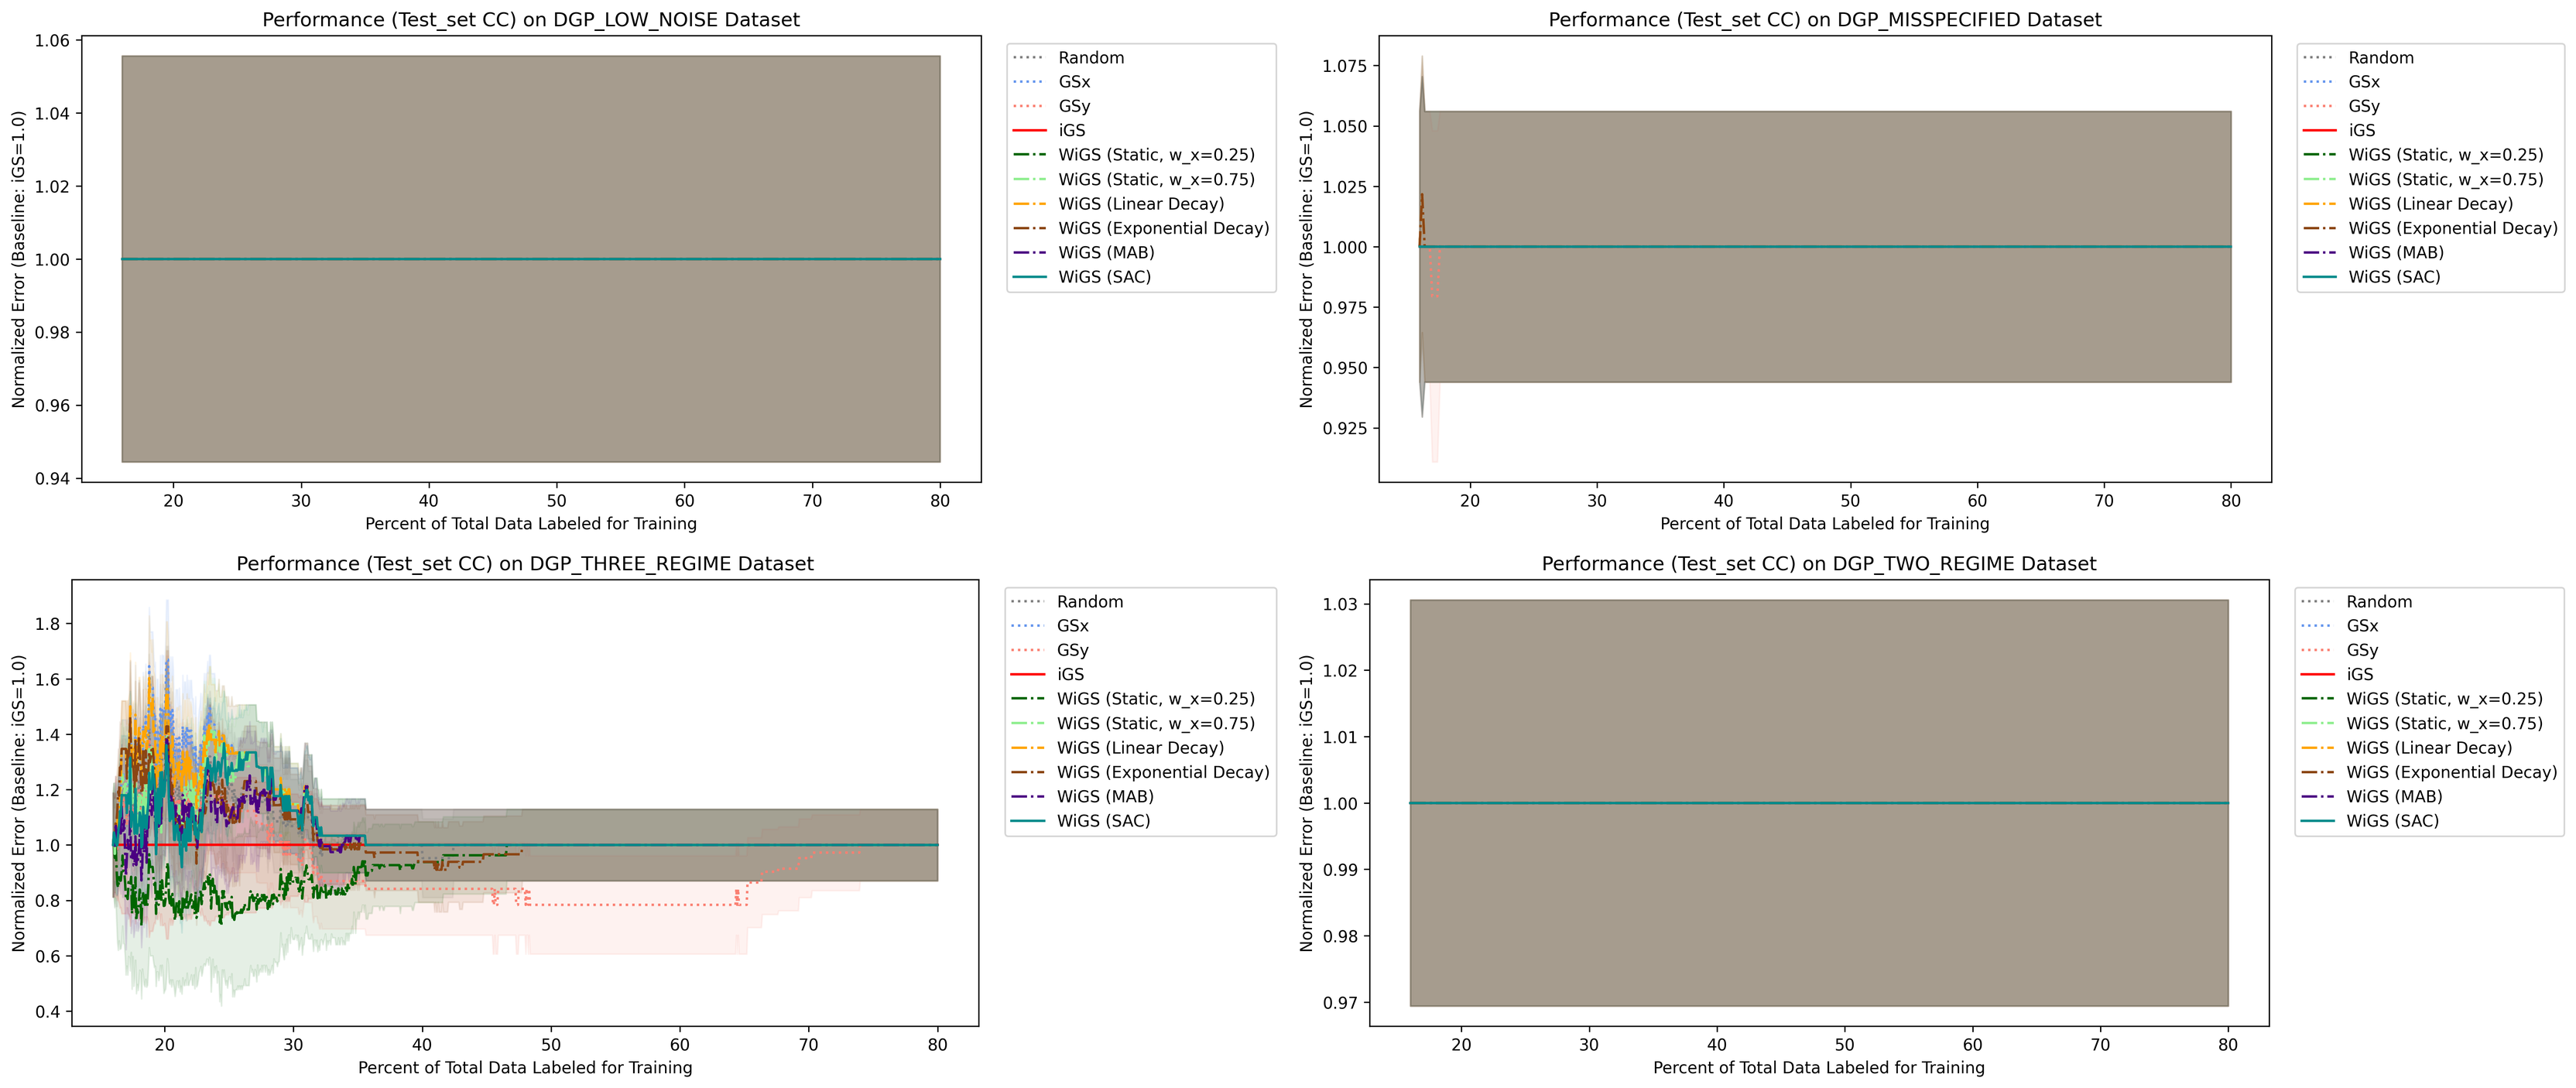 Performance (Test_set CC) on DGP_LOW_NOISE Dataset
Normalized Error (Baseline: iGS=1.0)
1.06
1.04
1.02
1.00
0.98
0.96
0.94
20 30 40 50 60 70 80
Percent of Total Data Labeled for Training
Random
GSx
GSy
iGS
WiGS (Static, w_x=0.25)
WiGS (Static, w_x=0.75)
WiGS (Linear Decay)
WiGS (Exponential Decay)
WiGS (MAB)
WiGS (SAC)
Performance (Test_set CC) on DGP_MISSPECIFIED Dataset
Normalized Error (Baseline: iGS=1.0)
1.075
1.050
1.025
1.000
0.975
0.950
0.925
20 30 40 50 60 70 80
Percent of Total Data Labeled for Training
Random
GSx
GSy
iGS
WiGS (Static, w_x=0.25)
WiGS (Static, w_x=0.75)
WiGS (Linear Decay)
WiGS (Exponential Decay)
WiGS (MAB)
WiGS (SAC)
Performance (Test_set CC) on DGP_THREE_REGIME Dataset
Normalized Error (Baseline: iGS=1.0)
1.8
1.6
1.4
1.2
1.0
0.8
0.6
0.4
20 30 40 50 60 70 80
Percent of Total Data Labeled for Training
Random
GSx
GSy
iGS
WiGS (Static, w_x=0.25)
WiGS (Static, w_x=0.75)
WiGS (Linear Decay)
WiGS (Exponential Decay)
WiGS (MAB)
WiGS (SAC)
Performance (Test_set CC) on DGP_TWO_REGIME Dataset
Normalized Error (Baseline: iGS=1.0)
1.03
1.02
1.01
1.00
0.99
0.98
0.97
20 30 40 50 60 70 80
Percent of Total Data Labeled for Training
Random
GSx
GSy
iGS
WiGS (Static, w_x=0.25)
WiGS (Static, w_x=0.75)
WiGS (Linear Decay)
WiGS (Exponential Decay)
WiGS (MAB)
WiGS (SAC)